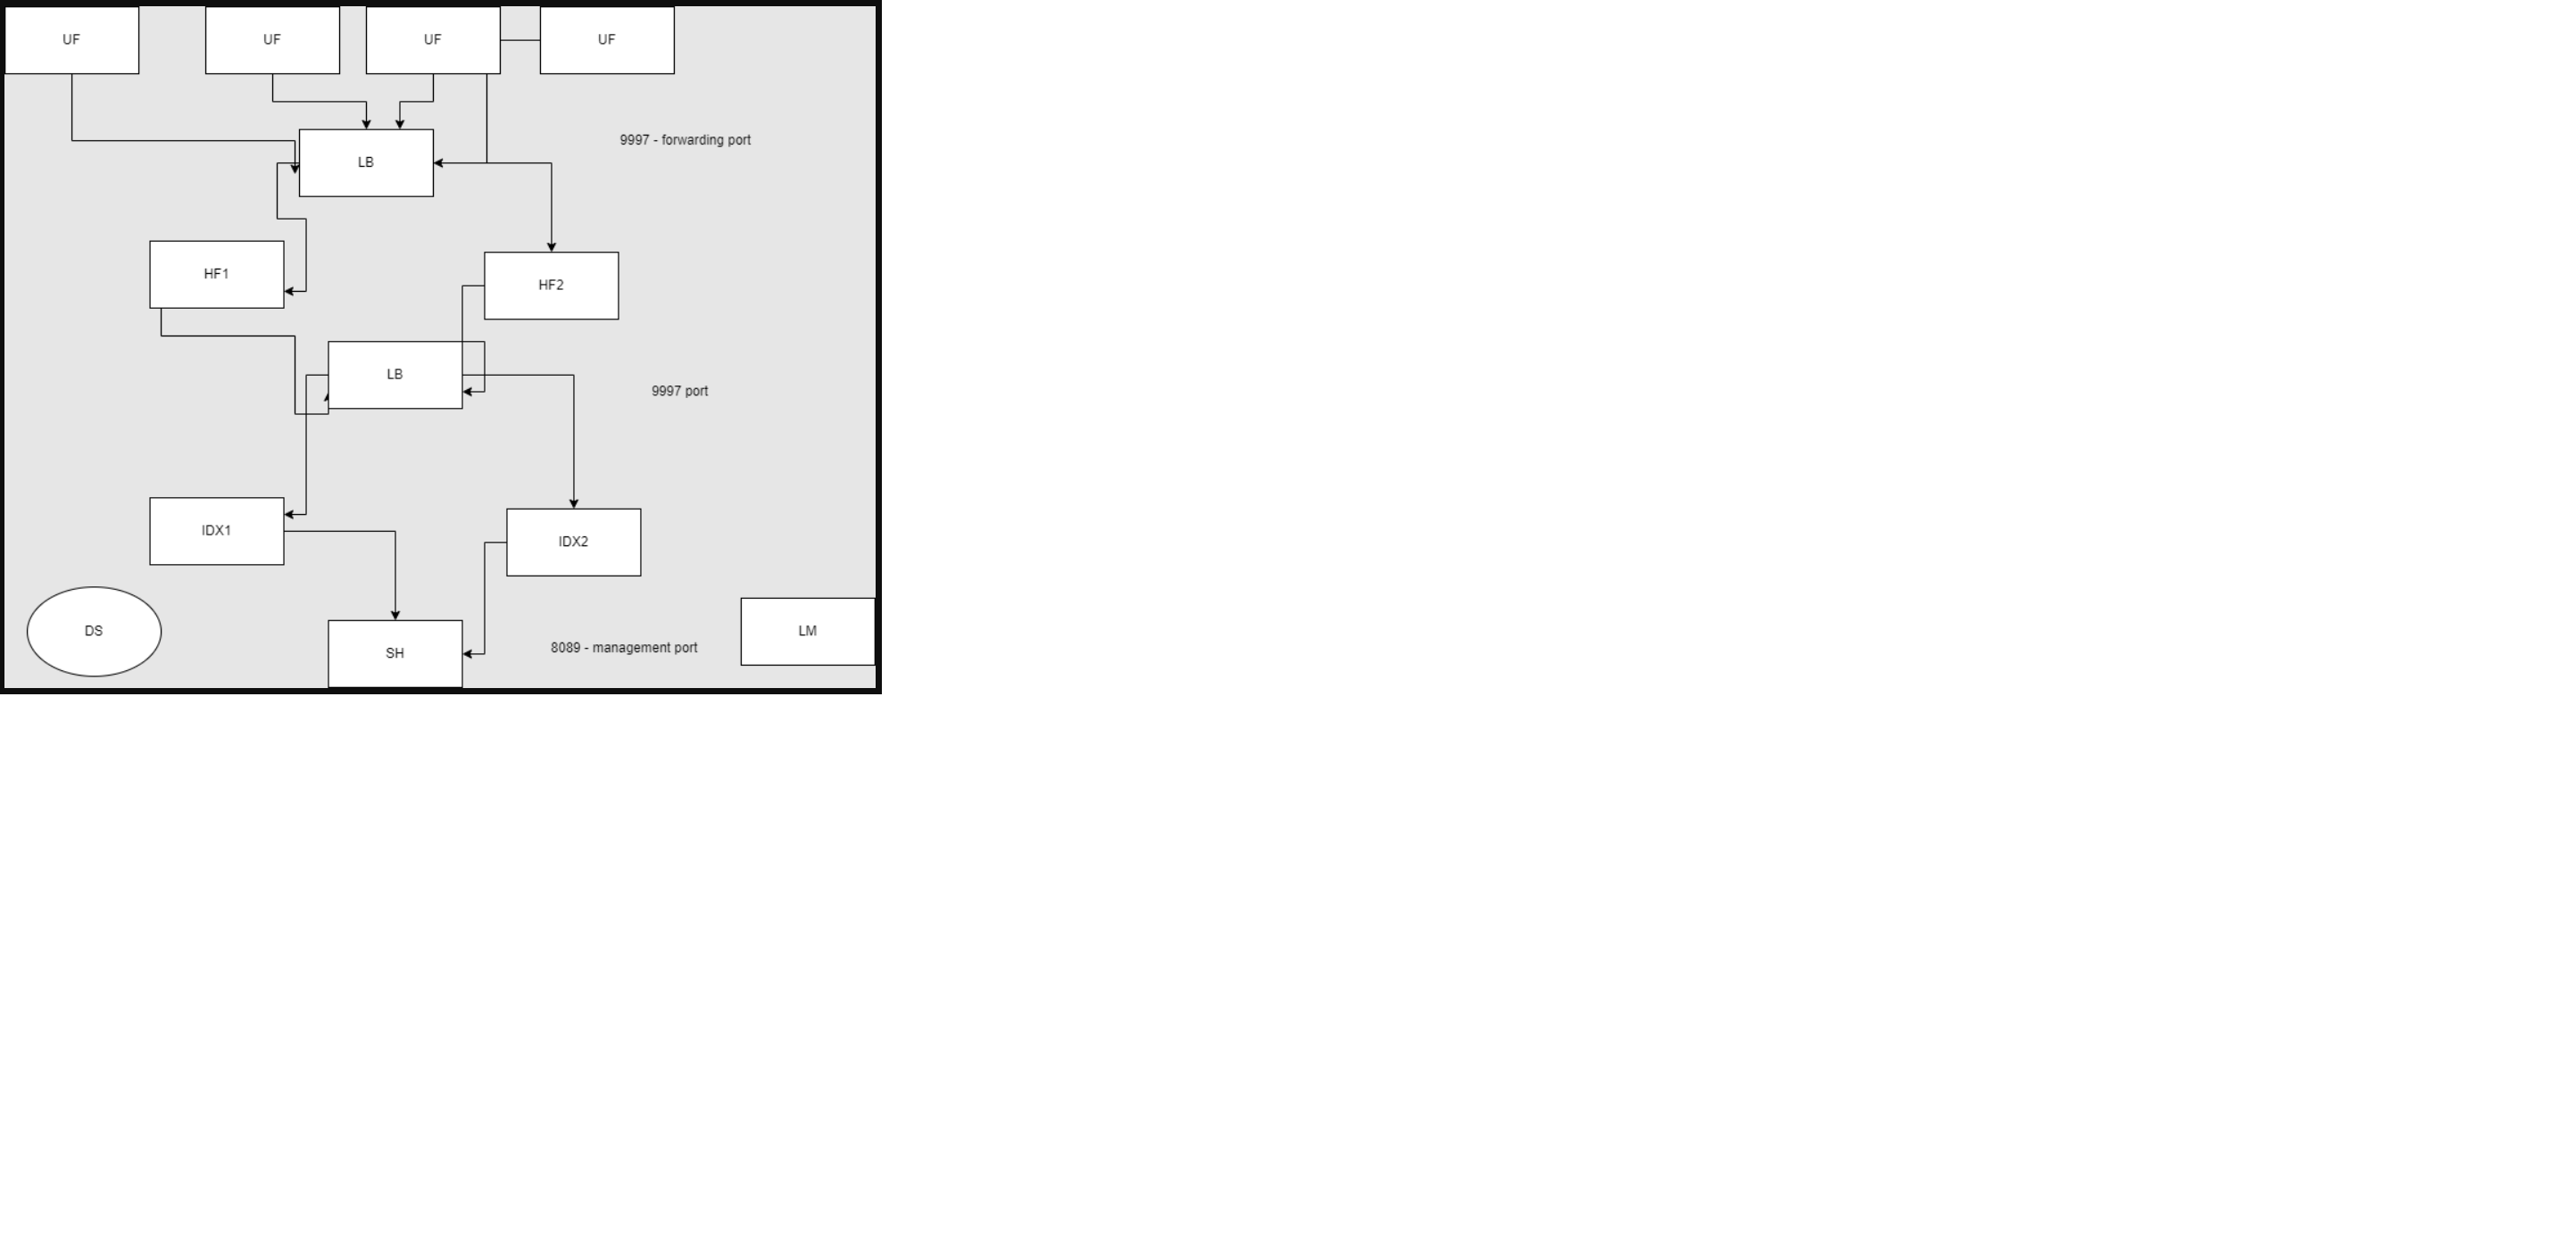 UF
UF
UF
UF
9997 - forwarding port
LB
HF1
HF2
LB
9997 port
IDX1
IDX2
DS
LM
8089 - management port
SH